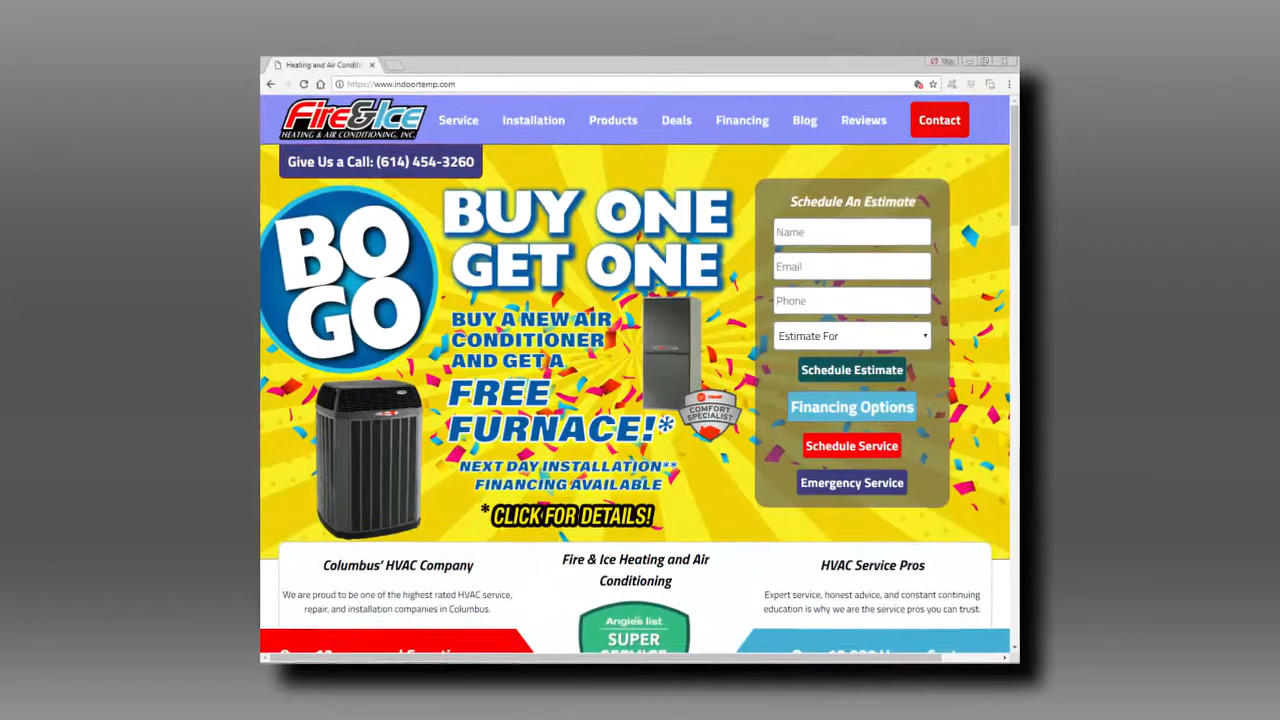 Heating and Air Conditi
https://www.indoortemp.com
Fire&Ice
HEATING & AIR CONDITIONING, INC.
Service Installation Products Deals Financing Blog Reviews Contact
Give Us a Call: (614) 454-3260
BO
GO
BUY ONE
GET ONE
BUY A NEW AIR
CONDITIONER
AND GET A
FREE
FURNACE!*
NEXT DAY INSTALLATION**
FINANCING AVAILABLE
*CLICK FOR DETAILS!
TRANE
COMFORT
SPECIALIST
Schedule An Estimate
Name
Email
Phone
Estimate For
Schedule Estimate
Financing Options
Schedule Service
Emergency Service
Columbus' HVAC Company
We are proud to be one of the highest rated HVAC service,
repair, and installation companies in Columbus.
Fire & Ice Heating and Air
Conditioning
Angie's list
SUPER
SERVICE
HVAC Service Pros
Expert service, honest advice, and constant continuing
education is why we are the service pros you can trust.